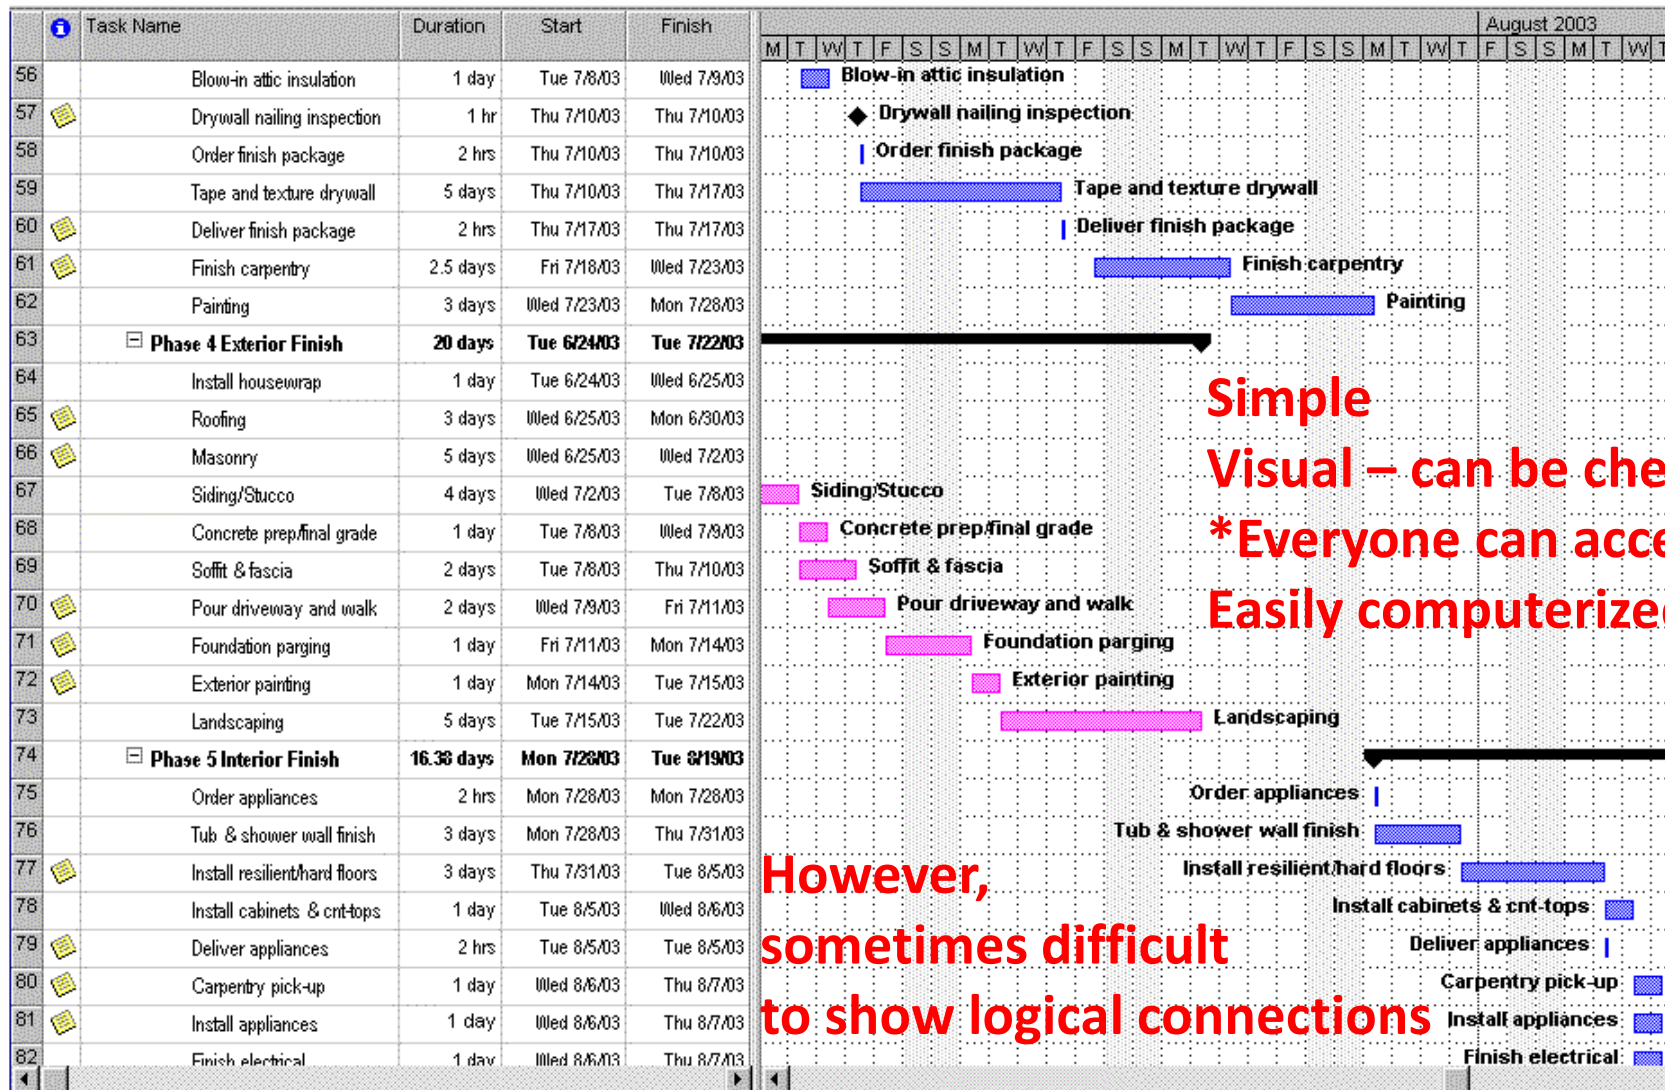 Task Name Duration Start Finish August 2003
M T W T F S S M T W T F S S M T W T F S S M T W T F S S M T W T
56 Blow-in attic insulation 1 day Tue 7/8/03 Wed 7/9/03 Blow-in attic insulation
57 Drywall nailing inspection 1 hr Thu 7/10/03 Thu 7/10/03 Drywall nailing inspection
58 Order finish package 2 hrs Thu 7/10/03 Thu 7/10/03 Order finish package
59 Tape and texture drywall 5 days Thu 7/10/03 Thu 7/17/03 Tape and texture drywall
60 Deliver finish package 2 hrs Thu 7/17/03 Thu 7/17/03 Deliver finish package
61 Finish carpentry 2.5 days Fri 7/18/03 Wed 7/23/03 Finish carpentry
62 Painting 3 days Wed 7/23/03 Mon 7/28/03 Painting
63 Phase 4 Exterior Finish 20 days Tue 6/24/03 Tue 7/22/03
64 Install housewrap 1 day Tue 6/24/03 Wed 6/25/03
Simple
65 Roofing 3 days Wed 6/25/03 Mon 6/30/03
66 Masonry 5 days Wed 6/25/03 Wed 7/2/03
Visual – can be che
67 Siding/Stucco 4 days Wed 7/2/03 Tue 7/8/03 Siding/Stucco
68 Concrete prep/final grade 1 day Tue 7/8/03 Wed 7/9/03 Concrete prep/final grade
*Everyone can acce
69 Soffit & fascia 2 days Tue 7/8/03 Thu 7/10/03 Soffit & fascia
70 Pour driveway and walk 2 days Wed 7/9/03 Fri 7/11/03 Pour driveway and walk
Easily computerized
71 Foundation parging 1 day Fri 7/11/03 Mon 7/14/03 Foundation parging
72 Exterior painting 1 day Mon 7/14/03 Tue 7/15/03 Exterior painting
73 Landscaping 5 days Tue 7/15/03 Tue 7/22/03 Landscaping
74 Phase 5 Interior Finish 16.38 days Mon 7/28/03 Tue 8/19/03
75 Order appliances 2 hrs Mon 7/28/03 Mon 7/28/03 Order appliances
76 Tub & shower wall finish 3 days Mon 7/28/03 Thu 7/31/03 Tub & shower wall finish
77 Install resilient/hard floors 3 days Thu 7/31/03 Tue 8/5/03 Install resilient/hard floors
However,
78 Install cabinets & cnt-tops 1 day Tue 8/5/03 Wed 8/6/03 Install cabinets & cnt-tops
79 Deliver appliances 2 hrs Tue 8/5/03 Tue 8/5/03 Deliver appliances
sometimes difficult
80 Carpentry pick-up 1 day Wed 8/6/03 Thu 8/7/03 Carpentry pick-up
81 Install appliances 1 day Wed 8/6/03 Thu 8/7/03 Install appliances
to show logical connections
82 Finish electrical 1 day Wed 8/6/03 Thu 8/7/03 Finish electrical